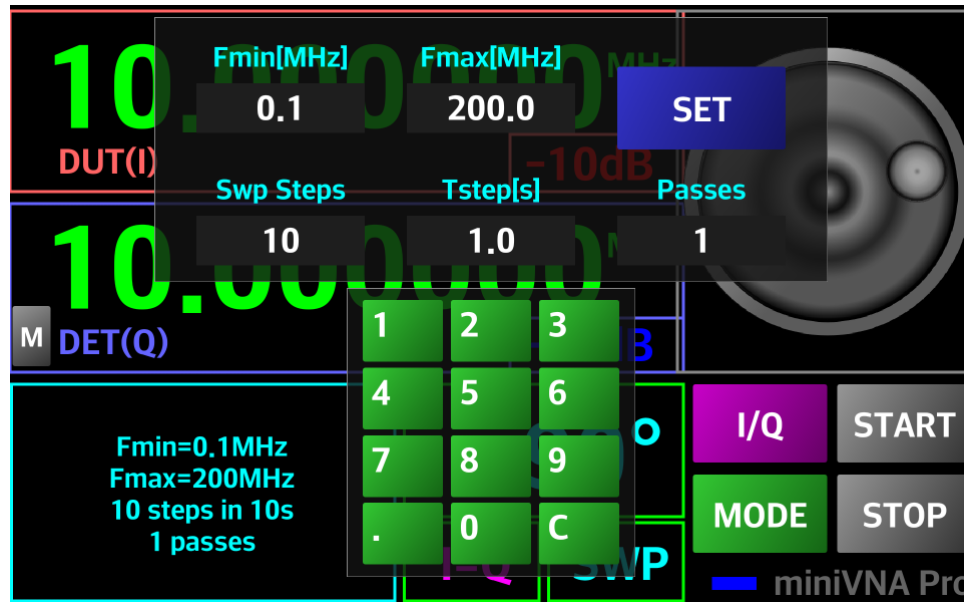 10.000000 MHz
Fmin[MHz] Fmax[MHz]
0.1 200.0 SET
DUT(I) -10dB
Swp Steps Tstep[s] Passes
10 1.0 1
10.000000
M DET(Q)
1 2 3
4 5 6
7 8 9
. 0 C
Fmin=0.1MHz
Fmax=200MHz
10 steps in 10s
1 passes
I/Q START
MODE STOP
I-Q SWP
miniVNA Pro